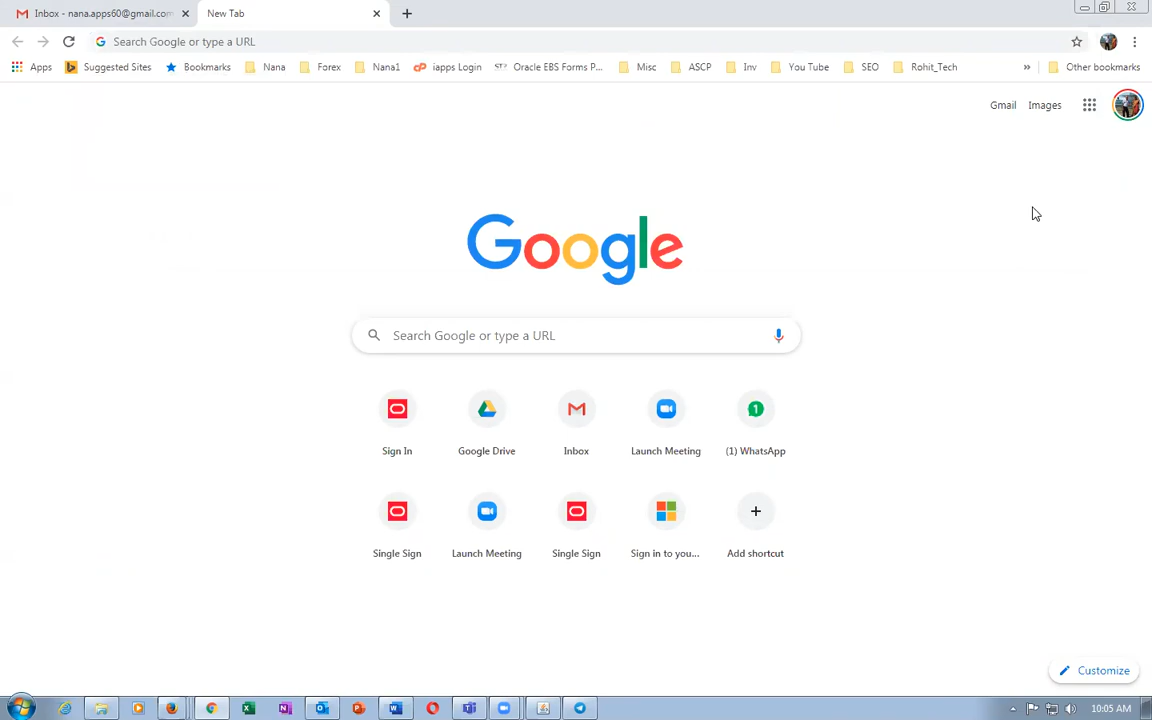 Inbox - nana.apps60@gmail.com
New Tab
Search Google or type a URL
Apps
Suggested Sites
Bookmarks
Nana
Forex
Nana1
iapps Login
Oracle EBS Forms P...
Misc
ASCP
Inv
You Tube
SEO
Rohit_Tech
»
Other bookmarks
Gmail
Images
Google
Search Google or type a URL
1
Sign In
Google Drive
Inbox
Launch Meeting
(1) WhatsApp
Single Sign
Launch Meeting
Single Sign
Sign in to you...
Add shortcut
Customize
10:05 AM